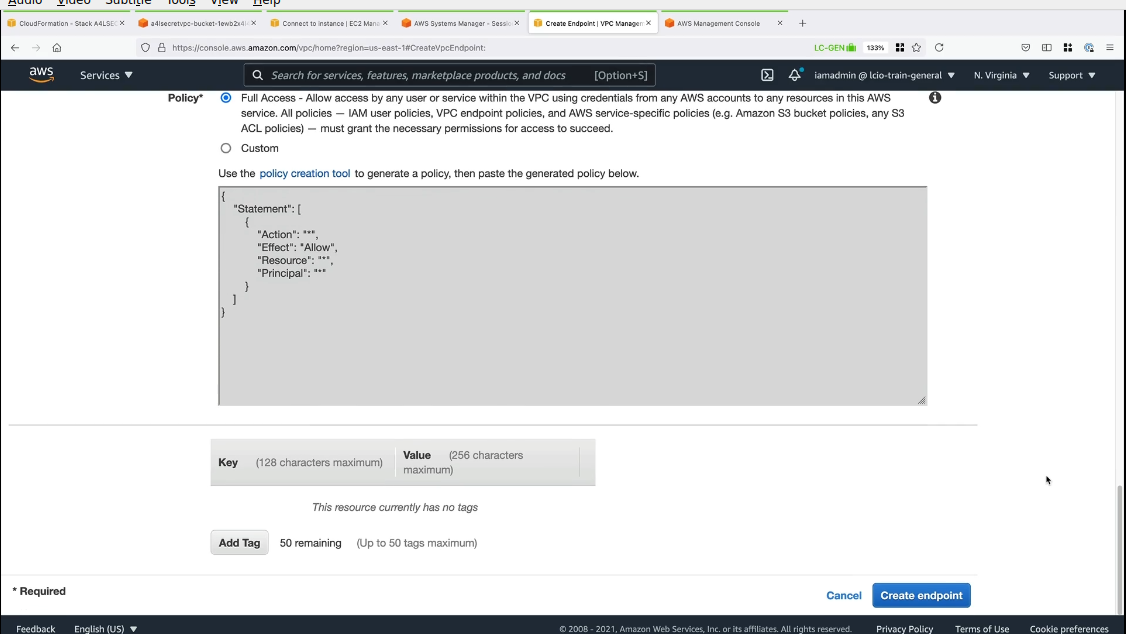 Audio Video Subtitle Tools View Help
CloudFormation - Stack A4LSEC
a4lsecretvpc-bucket-1ewb2x4l
Connect to instance | EC2 Mana
AWS Systems Manager - Sessi
Create Endpoint | VPC Managem
AWS Management Console
https://console.aws.amazon.com/vpc/home?region=us-east-1#CreateVpcEndpoint:
LC-GEN
133%
aws
Services
Search for services, features, marketplace products, and docs [Option+S]
iamadmin @ lcio-train-general
N. Virginia
Support
Policy*
Full Access - Allow access by any user or service within the VPC using credentials from any AWS accounts to any resources in this AWS
service. All policies — IAM user policies, VPC endpoint policies, and AWS service-specific policies (e.g. Amazon S3 bucket policies, any S3
ACL policies) — must grant the necessary permissions for access to succeed.
Custom
Use the policy creation tool to generate a policy, then paste the generated policy below.
{
"Statement": [
{
"Action": "*",
"Effect": "Allow",
"Resource": "*",
"Principal": "*"
}
]
}
Key (128 characters maximum)
Value (256 characters
maximum)
This resource currently has no tags
Add Tag 50 remaining (Up to 50 tags maximum)
* Required
Cancel Create endpoint
Feedback English (US) © 2008 - 2021, Amazon Web Services, Inc. or its affiliates. All rights reserved. Privacy Policy Terms of Use Cookie preferences